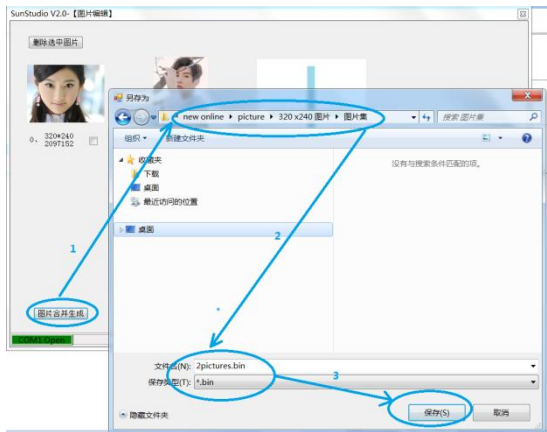 SunStudio V2.0-【图片编辑】
删除选中图片
0. 320*240
2097152
另存为
new online ▸ picture ▸ 320 x240 图片 ▸ 图片集
搜索 图片集
组织
新建文件夹
收藏夹
下载
桌面
最近访问的位置
桌面
没有与搜索条件匹配的项。
1
2
图片合并生成
COM1 Open
文件名(N): 2pictures.bin
保存类型(T): *.bin
3
隐藏文件夹
保存(S)
取消